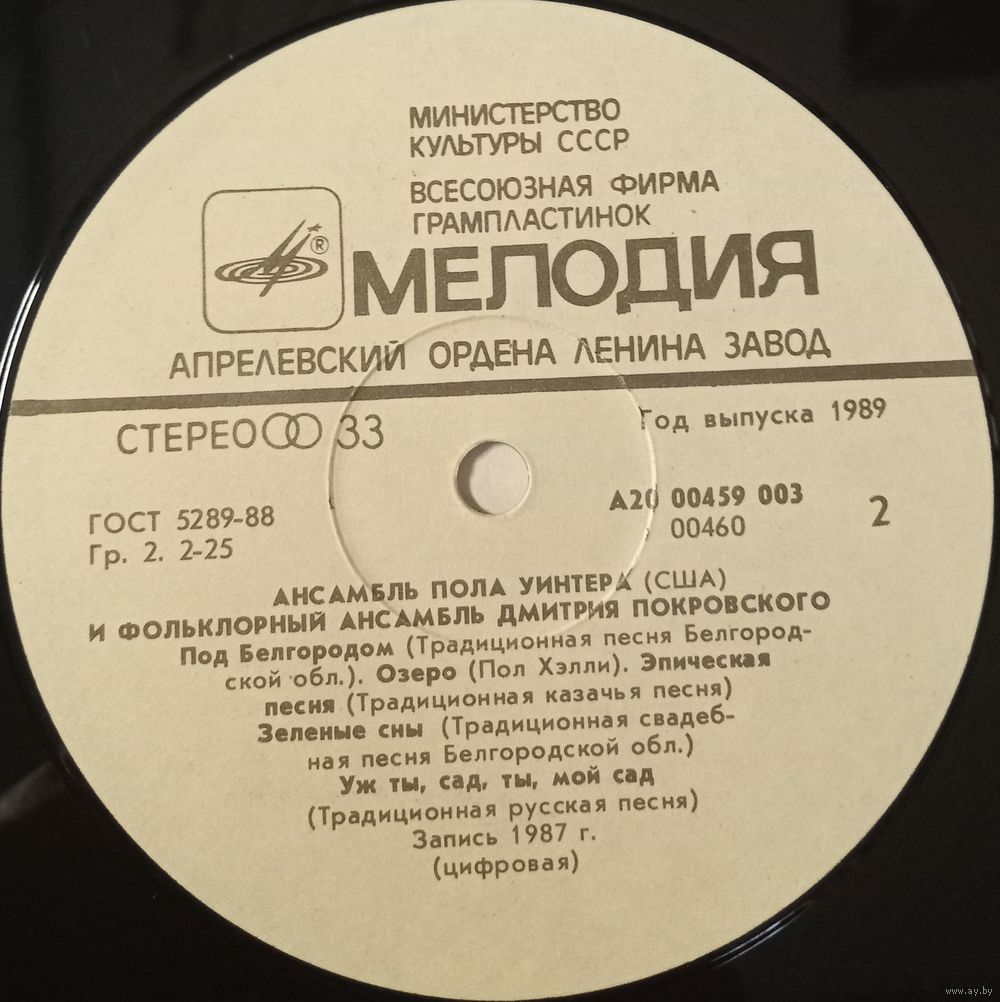 МИНИСТЕРСТВО
КУЛЬТУРЫ СССР
ВСЕСОЮЗНАЯ ФИРМА
ГРАМПЛАСТИНОК
®
МЕЛОДИЯ
АПРЕЛЕВСКИЙ ОРДЕНА ЛЕНИНА ЗАВОД
СТЕРЕО 33
Год выпуска 1989
ГОСТ 5289-88
Гр. 2. 2-25
А20 00459 003
00460
2
АНСАМБЛЬ ПОЛА УИНТЕРА (США)
И ФОЛЬКЛОРНЫЙ АНСАМБЛЬ ДМИТРИЯ ПОКРОВСКОГО
Под Белгородом (Традиционная песня Белгород-
ской обл.). Озеро (Пол Хэлли). Эпическая
песня (Традиционная казачья песня)
Зеленые сны (Традиционная свадеб-
ная песня Белгородской обл.)
Уж ты, сад, ты, мой сад
(Традиционная русская песня)
Запись 1987 г.
(цифровая)
www.ay.by